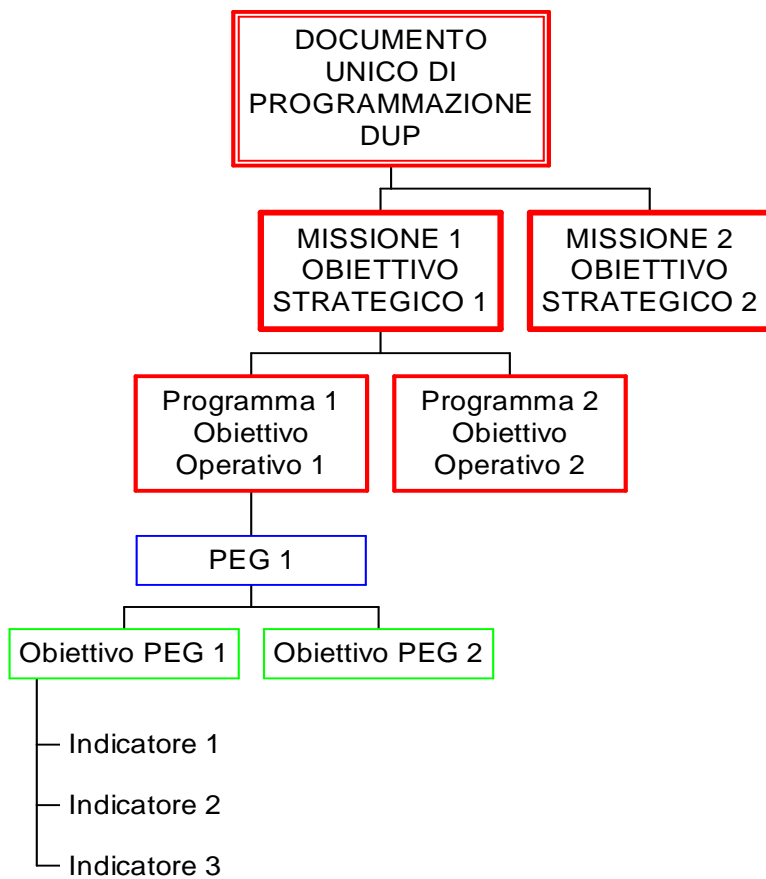 DOCUMENTO
UNICO DI
PROGRAMMAZIONE
DUP
MISSIONE 1
OBIETTIVO
STRATEGICO 1
MISSIONE 2
OBIETTIVO
STRATEGICO 2
Programma 1
Obiettivo
Operativo 1
Programma 2
Obiettivo
Operativo 2
PEG 1
Obiettivo PEG 1
Obiettivo PEG 2
Indicatore 1
Indicatore 2
Indicatore 3